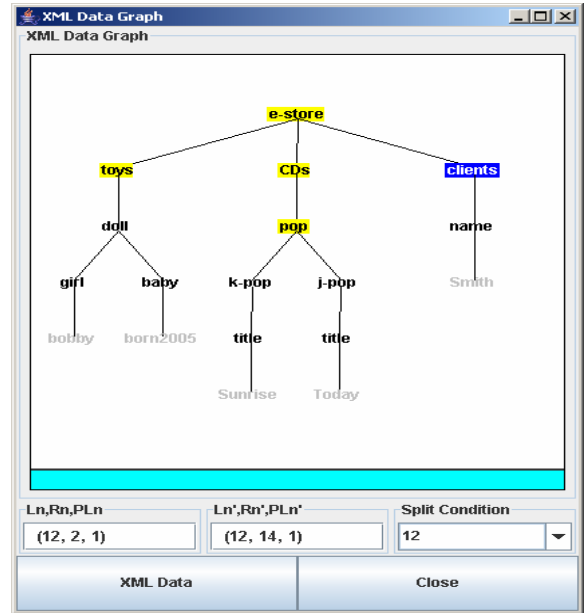 XML Data Graph
XML Data Graph
e-store
toys CDs clients
doll pop name
girl baby k-pop j-pop Smith
bobby born2005 title title
Sunrise Today
Ln,Rn,PLn Ln',Rn',PLn' Split Condition
(12, 2, 1) (12, 14, 1) 12
XML Data Close